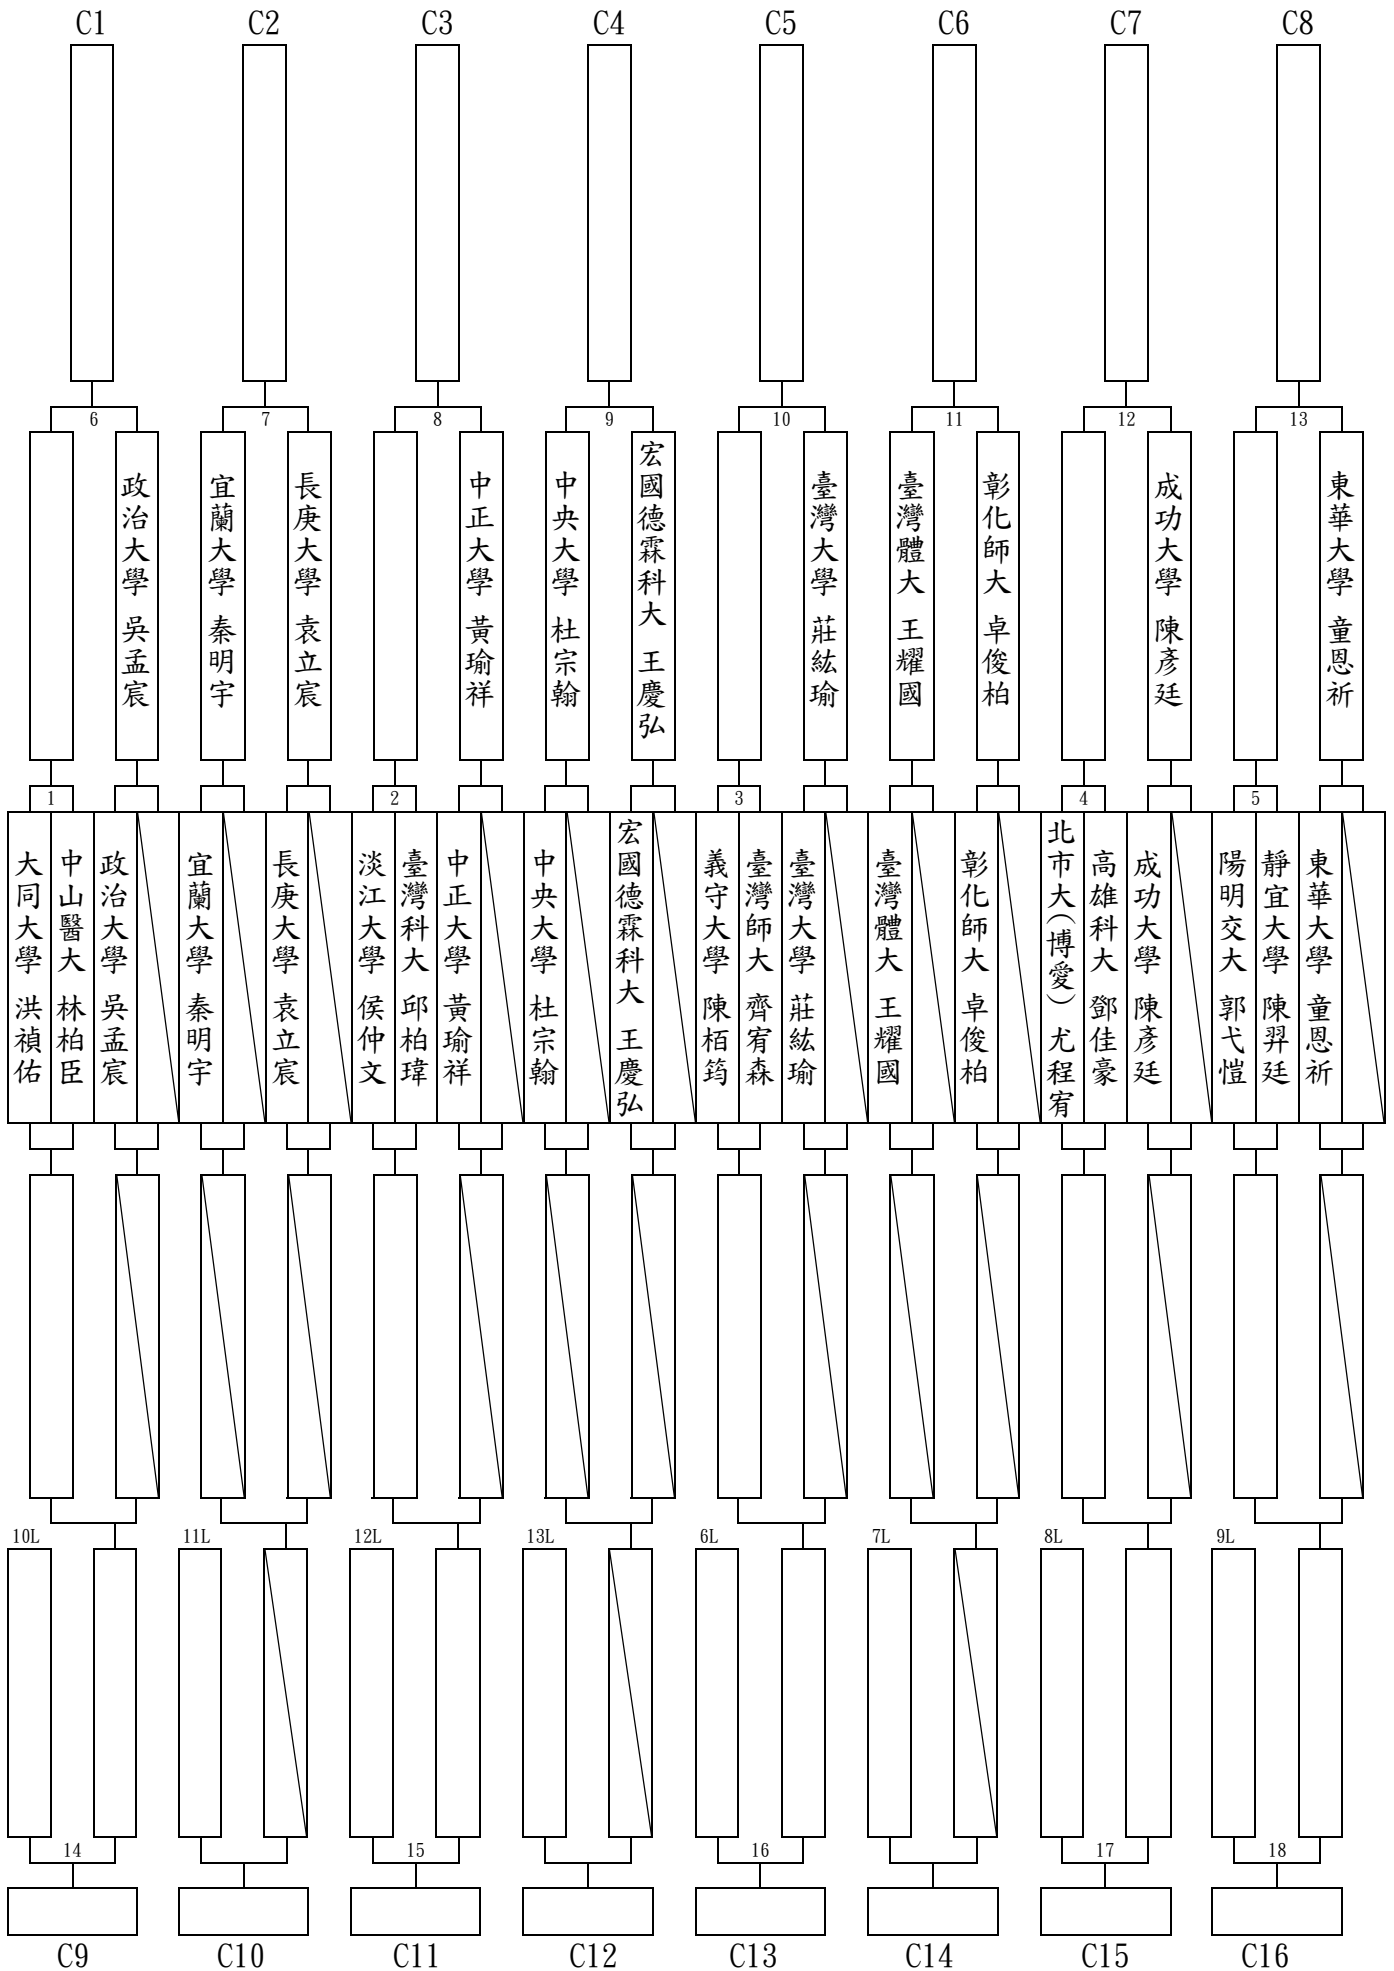 C1 C2 C3 C4 C5 C6 C7 C8
6 7 8 9 10 11 12 13
政治大學 吳孟宸
宜蘭大學 秦明宇
長庚大學 袁立宸
中正大學 黃瑜祥
中央大學 杜宗翰
宏國德霖科大 王慶弘
臺灣大學 莊紘瑜
臺灣體大 王耀國
彰化師大 卓俊柏
成功大學 陳彥廷
東華大學 童恩祈
1 2 3 4 5
大同大學 洪禎佑
中山醫大 林柏臣
政治大學 吳孟宸
宜蘭大學 秦明宇
長庚大學 袁立宸
淡江大學 侯仲文
臺灣科大 邱柏瑋
中正大學 黃瑜祥
中央大學 杜宗翰
宏國德霖科大 王慶弘
義守大學 陳栢筠
臺灣師大 齊宥森
臺灣大學 莊紘瑜
臺灣體大 王耀國
彰化師大 卓俊柏
北市大(博愛) 尤程宥
高雄科大 鄧佳豪
成功大學 陳彥廷
陽明交大 郭弋愷
靜宜大學 陳羿廷
東華大學 童恩祈
10L 11L 12L 13L 6L 7L 8L 9L
14 15 16 17 18
C9 C10 C11 C12 C13 C14 C15 C16